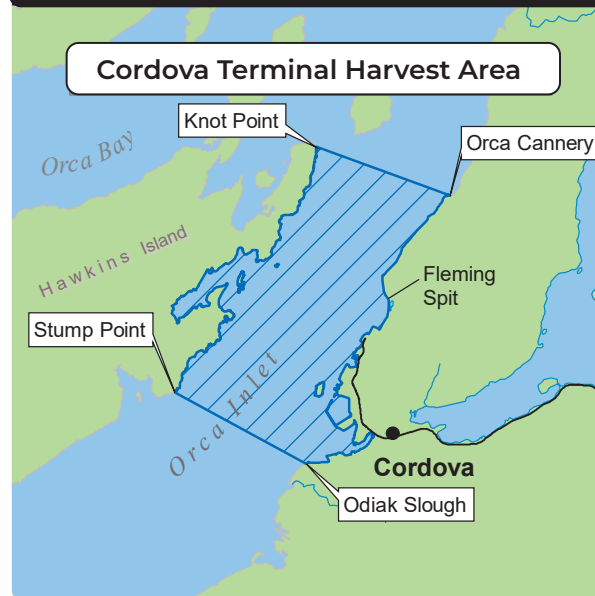 Cordova Terminal Harvest Area
Knot Point
Orca Cannery
Orca Bay
Hawkins Island
Fleming
Spit
Stump Point
Orca Inlet
Cordova
Odiak Slough